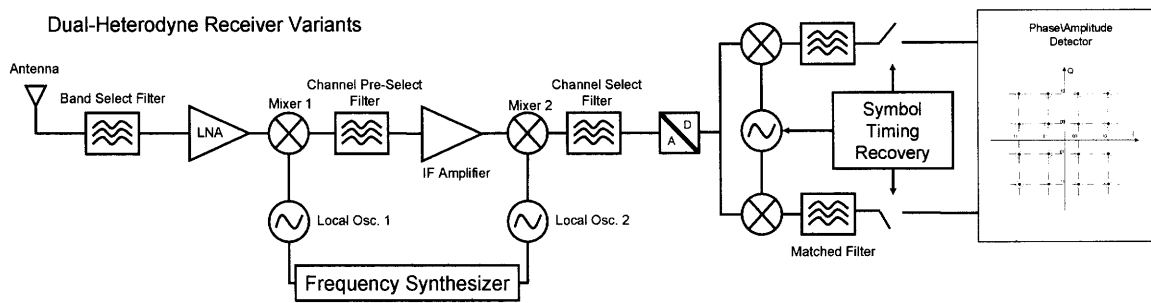 Dual-Heterodyne Receiver Variants
Antenna
Band Select Filter
LNA
Mixer 1
Channel Pre-Select
Filter
IF Amplifier
Mixer 2
Channel Select
Filter
A
D
Local Osc. 1
Local Osc. 2
Frequency Synthesizer
Symbol
Timing
Recovery
Matched Filter
Phase\Amplitude
Detector
Q